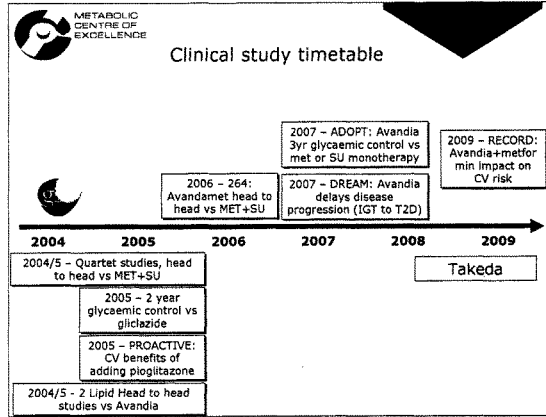 METABOLIC
CENTRE OF
EXCELLENCE
Clinical study timetable
2007 – ADOPT: Avandia
3yr glycaemic control vs
met or SU monotherapy
2009 – RECORD:
Avandia+metfor
min impact on
CV risk
2006 – 264:
Avandamet head to
head vs MET+SU
2007 – DREAM: Avandia
delays disease
progression (IGT to T2D)
2004 2005 2006 2007 2008 2009
2004/5 – Quartet studies, head
to head vs MET+SU
Takeda
2005 – 2 year
glycaemic control vs
gliclazide
2005 – PROACTIVE:
CV benefits of
adding pioglitazone
2004/5 - 2 Lipid Head to head
studies vs Avandia